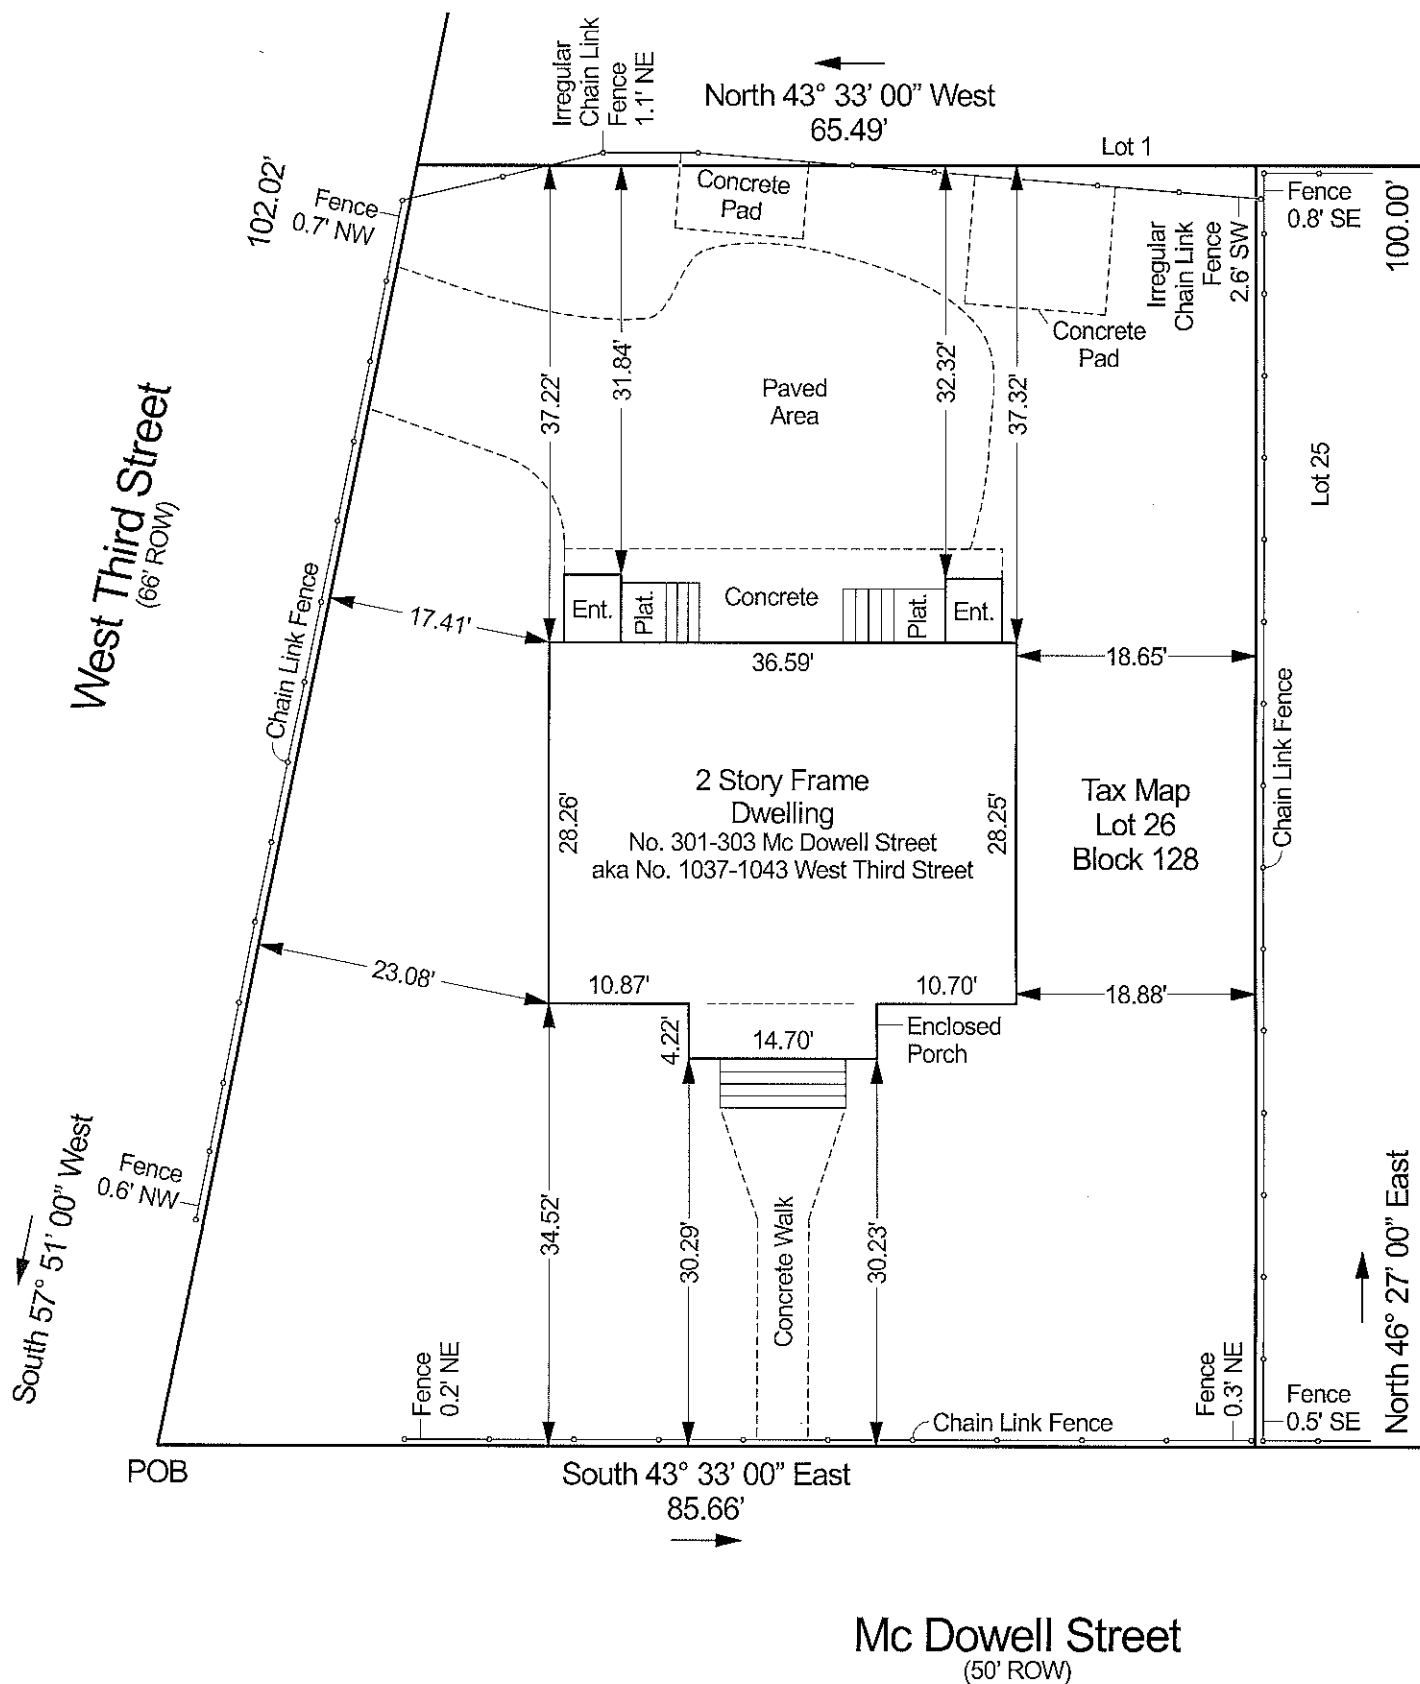 Irregular
Chain Link
Fence
1.1' NE
North 43° 33' 00" West
65.49'
Lot 1
102.02'
Fence
0.7' NW
Concrete
Pad
Fence
0.8' SE
100.00'
Irregular
Chain Link
Fence
2.6' SW
Concrete
Pad
37.22'
31.84'
32.32'
37.32'
Paved
Area
Lot 25
West Third Street
(66' ROW)
Chain Link Fence
17.41'
Ent.
Plat.
Concrete
Plat.
Ent.
36.59'
18.65'
Chain Link Fence
28.26'
2 Story Frame
Dwelling
No. 301-303 Mc Dowell Street
aka No. 1037-1043 West Third Street
28.25'
Tax Map
Lot 26
Block 128
23.08'
10.87'
10.70'
18.88'
4.22'
14.70'
Enclosed
Porch
South 57° 51' 00" West
Fence
0.6' NW
34.52'
30.29'
Concrete Walk
30.23'
North 46° 27' 00" East
Fence
0.2' NE
Chain Link Fence
Fence
0.3' NE
Fence
0.5' SE
POB
South 43° 33' 00" East
85.66'
Mc Dowell Street
(50' ROW)